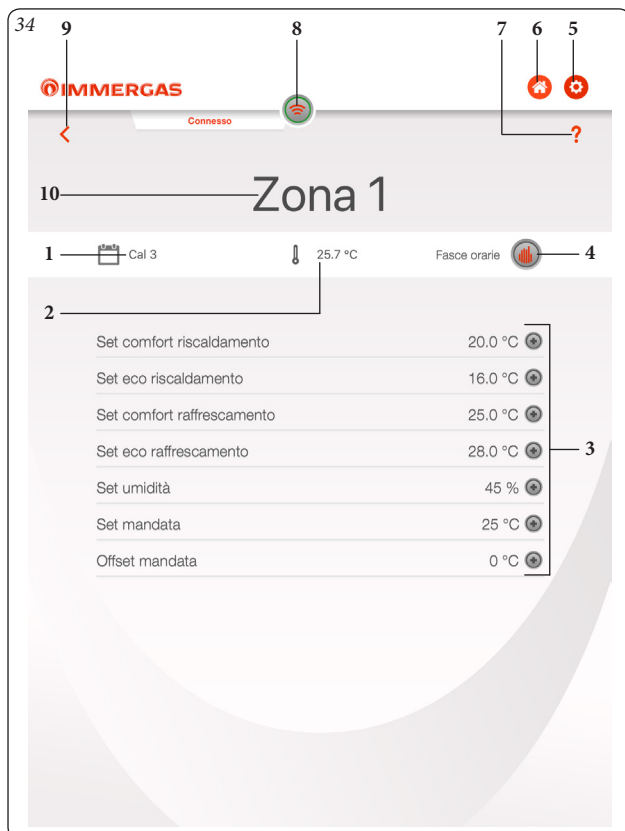 34 9 8 6 5
IMMERGAS
Connesso
7
?
10 Zona 1
1 Cal 3 25.7 °C Fasce orarie 4
2
Set comfort riscaldamento 20.0 °C
Set eco riscaldamento 16.0 °C
Set comfort raffrescamento 25.0 °C
Set eco raffrescamento 28.0 °C 3
Set umidità 45 %
Set mandata 25 °C
Offset mandata 0 °C